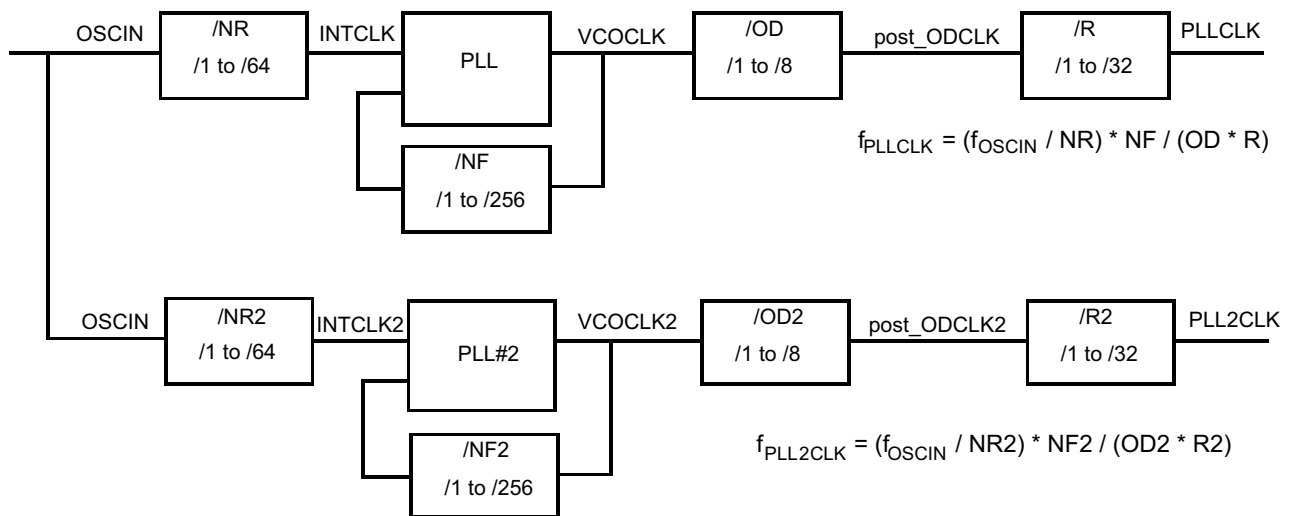 OSCIN
/NR
/1 to /64
INTCLK
PLL
VCOCLK
/OD
/1 to /8
post_ODCLK
/R
/1 to /32
PLLCLK
/NF
/1 to /256
fPLLCLK = (fOSCIN / NR) * NF / (OD * R)
OSCIN
/NR2
/1 to /64
INTCLK2
PLL#2
VCOCLK2
/OD2
/1 to /8
post_ODCLK2
/R2
/1 to /32
PLL2CLK
/NF2
/1 to /256
fPLL2CLK = (fOSCIN / NR2) * NF2 / (OD2 * R2)